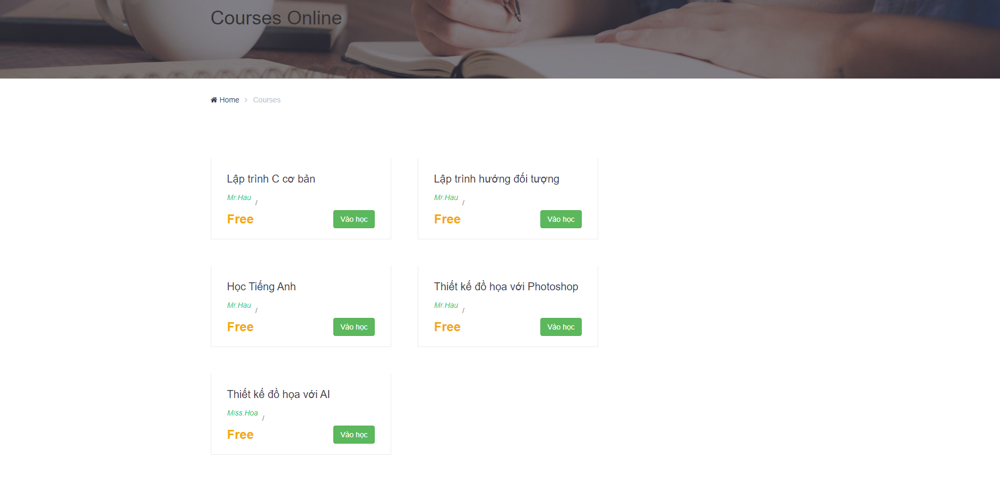 Courses Online
Home > Courses
Lập trình C cơ bản
Mr.Hau /
Free
Vào học
Lập trình hướng đối tượng
Mr.Hau /
Free
Vào học
Học Tiếng Anh
Mr.Hau /
Free
Vào học
Thiết kế đồ họa với Photoshop
Mr.Hau /
Free
Vào học
Thiết kế đồ họa với AI
Miss.Hoa /
Free
Vào học